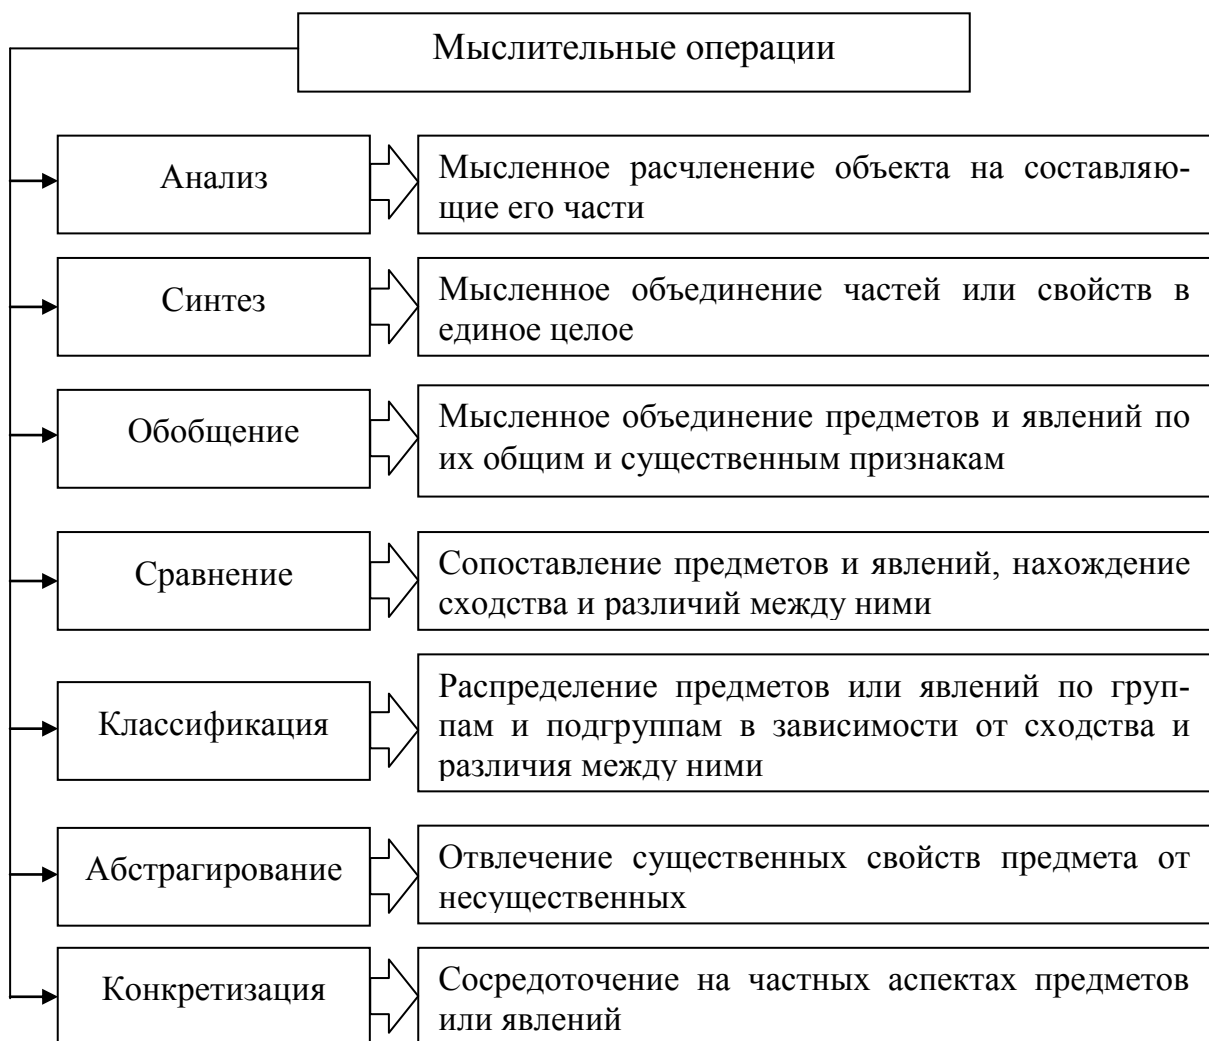 Мыслительные операции
Анализ
Мысленное расчленение объекта на составляю-
щие его части
Синтез
Мысленное объединение частей или свойств в
единое целое
Обобщение
Мысленное объединение предметов и явлений по
их общим и существенным признакам
Сравнение
Сопоставление предметов и явлений, нахождение
сходства и различий между ними
Классификация
Распределение предметов или явлений по груп-
пам и подгруппам в зависимости от сходства и
различия между ними
Абстрагирование
Отвлечение существенных свойств предмета от
несущественных
Конкретизация
Сосредоточение на частных аспектах предметов
или явлений